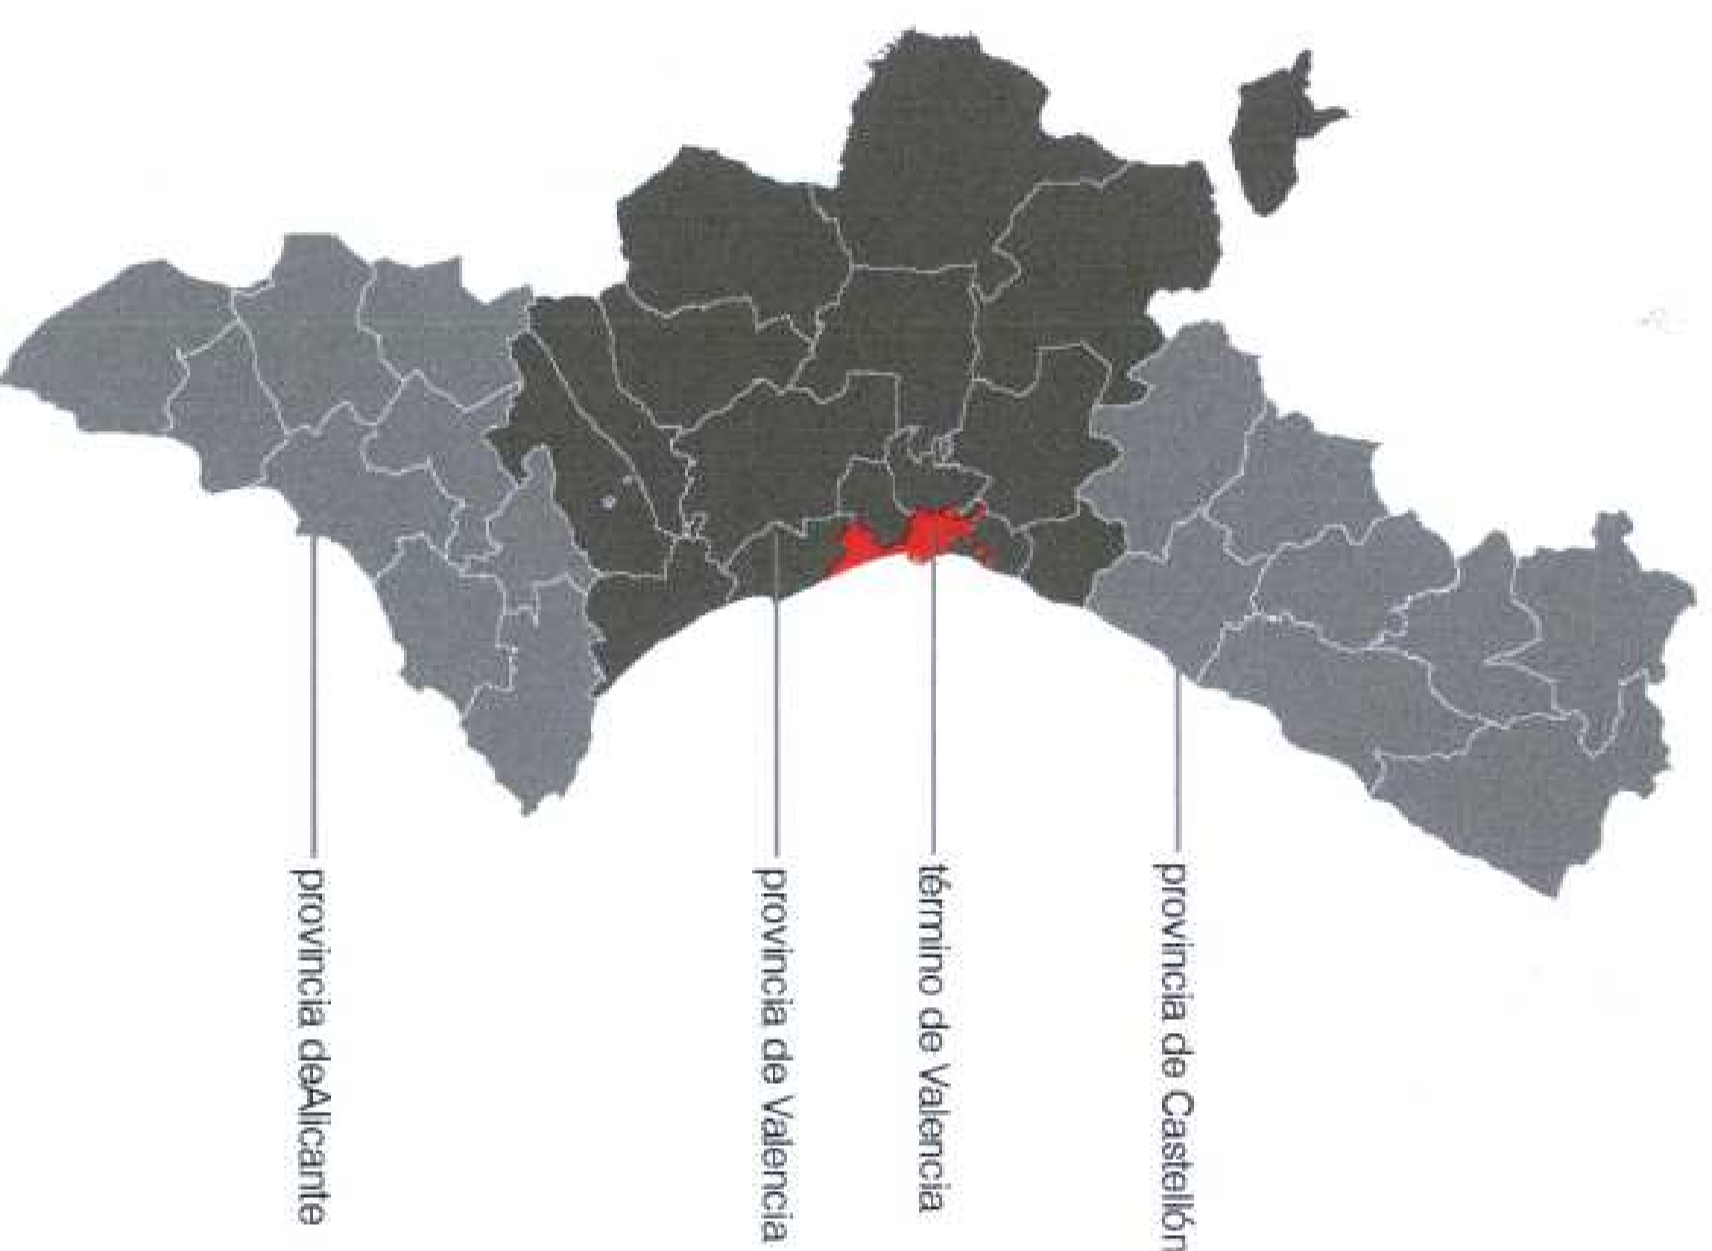 provincia de Castellón
término de Valencia
provincia de Valencia
provincia deAlicante